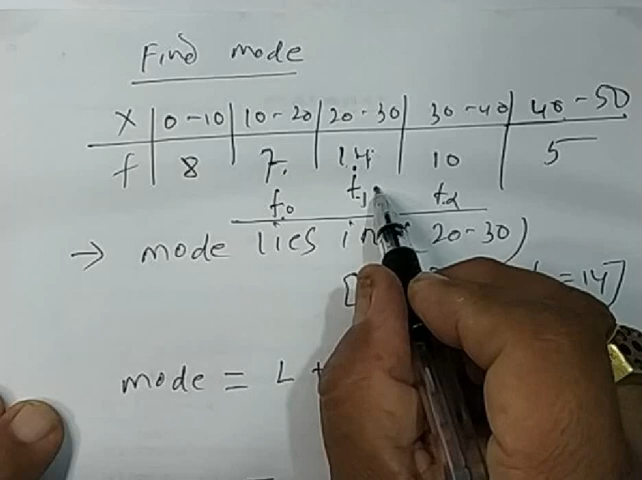 Find mode
X 0-10 10-20 20-30 30-40 40-50
f 8 7 14 10 5
f0 f1 f2
→ mode lies in 20-30)
= 14]
mode = L +